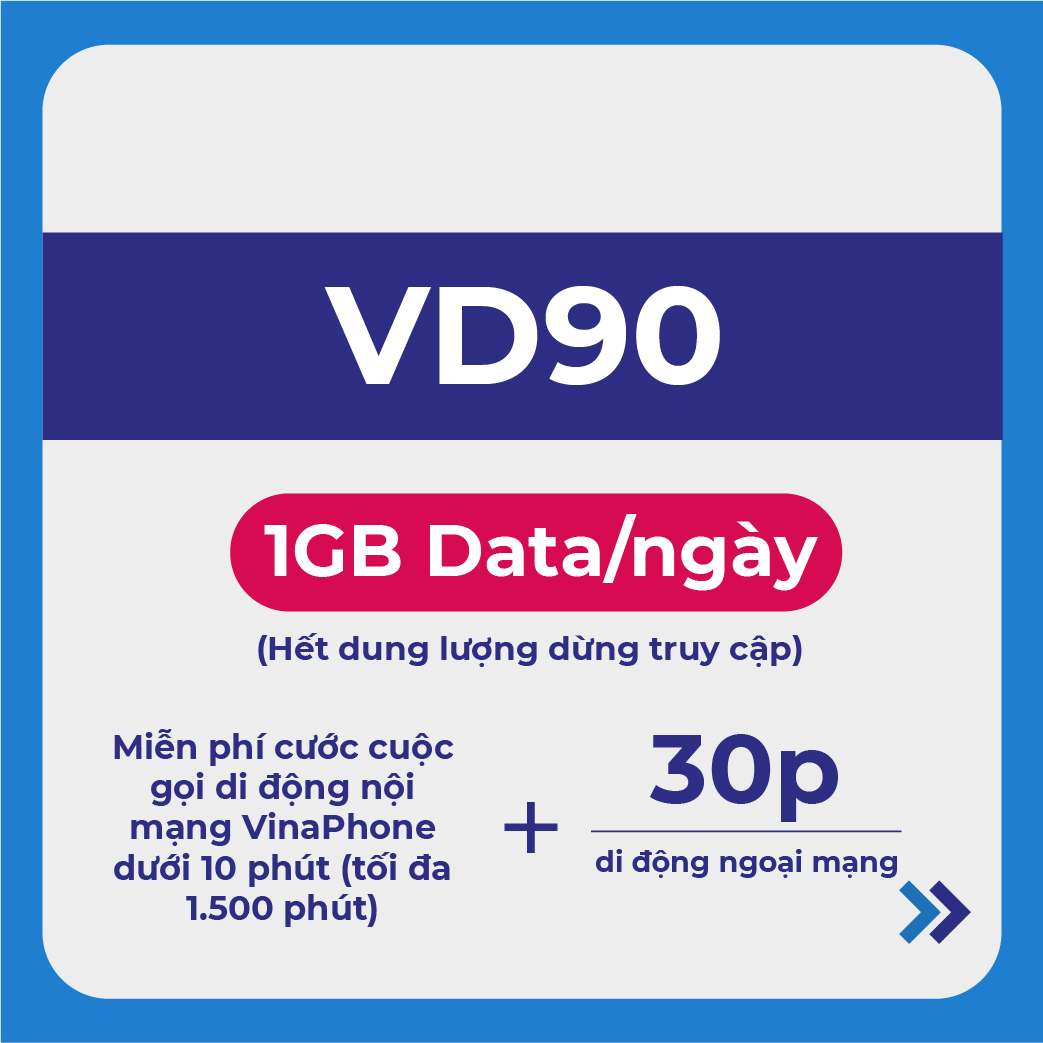 VD90
1GB Data/ngày
(Hết dung lượng dừng truy cập)
Miễn phí cước cuộc
gọi di động nội
mạng VinaPhone
dưới 10 phút (tối đa
1.500 phút)
+
30p
di động ngoại mạng